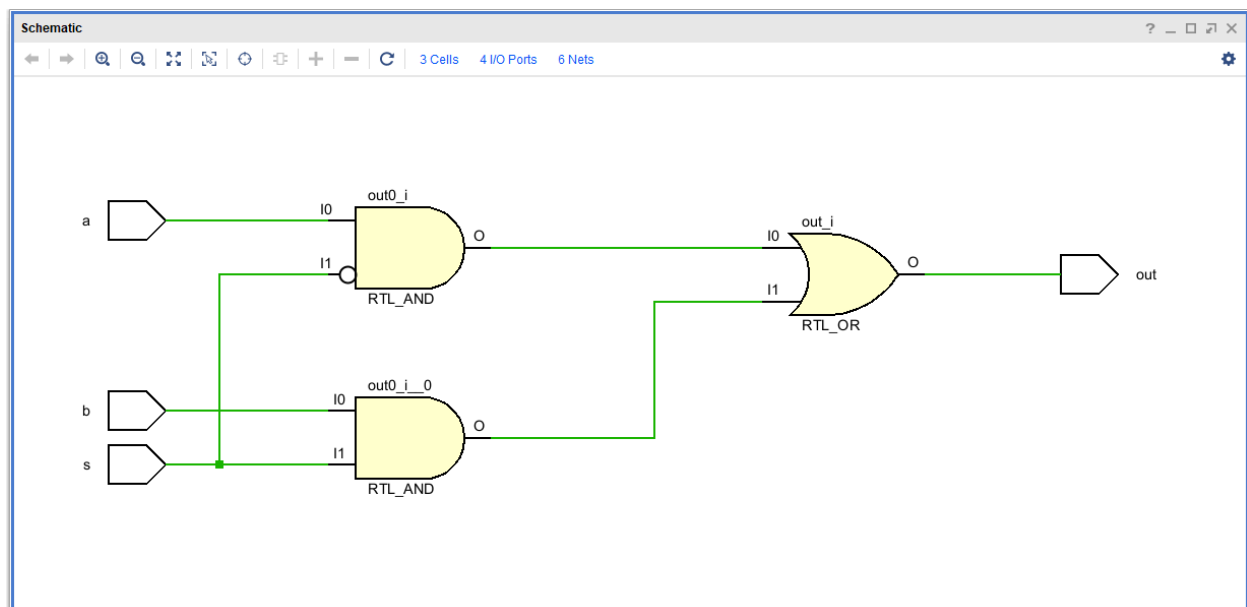 Schematic
?
3 Cells 4 I/O Ports 6 Nets
out0_i
a I0
O
I1
RTL_AND
out_i
I0
O
I1
RTL_OR
out
out0_i__0
b I0
O
s I1
RTL_AND